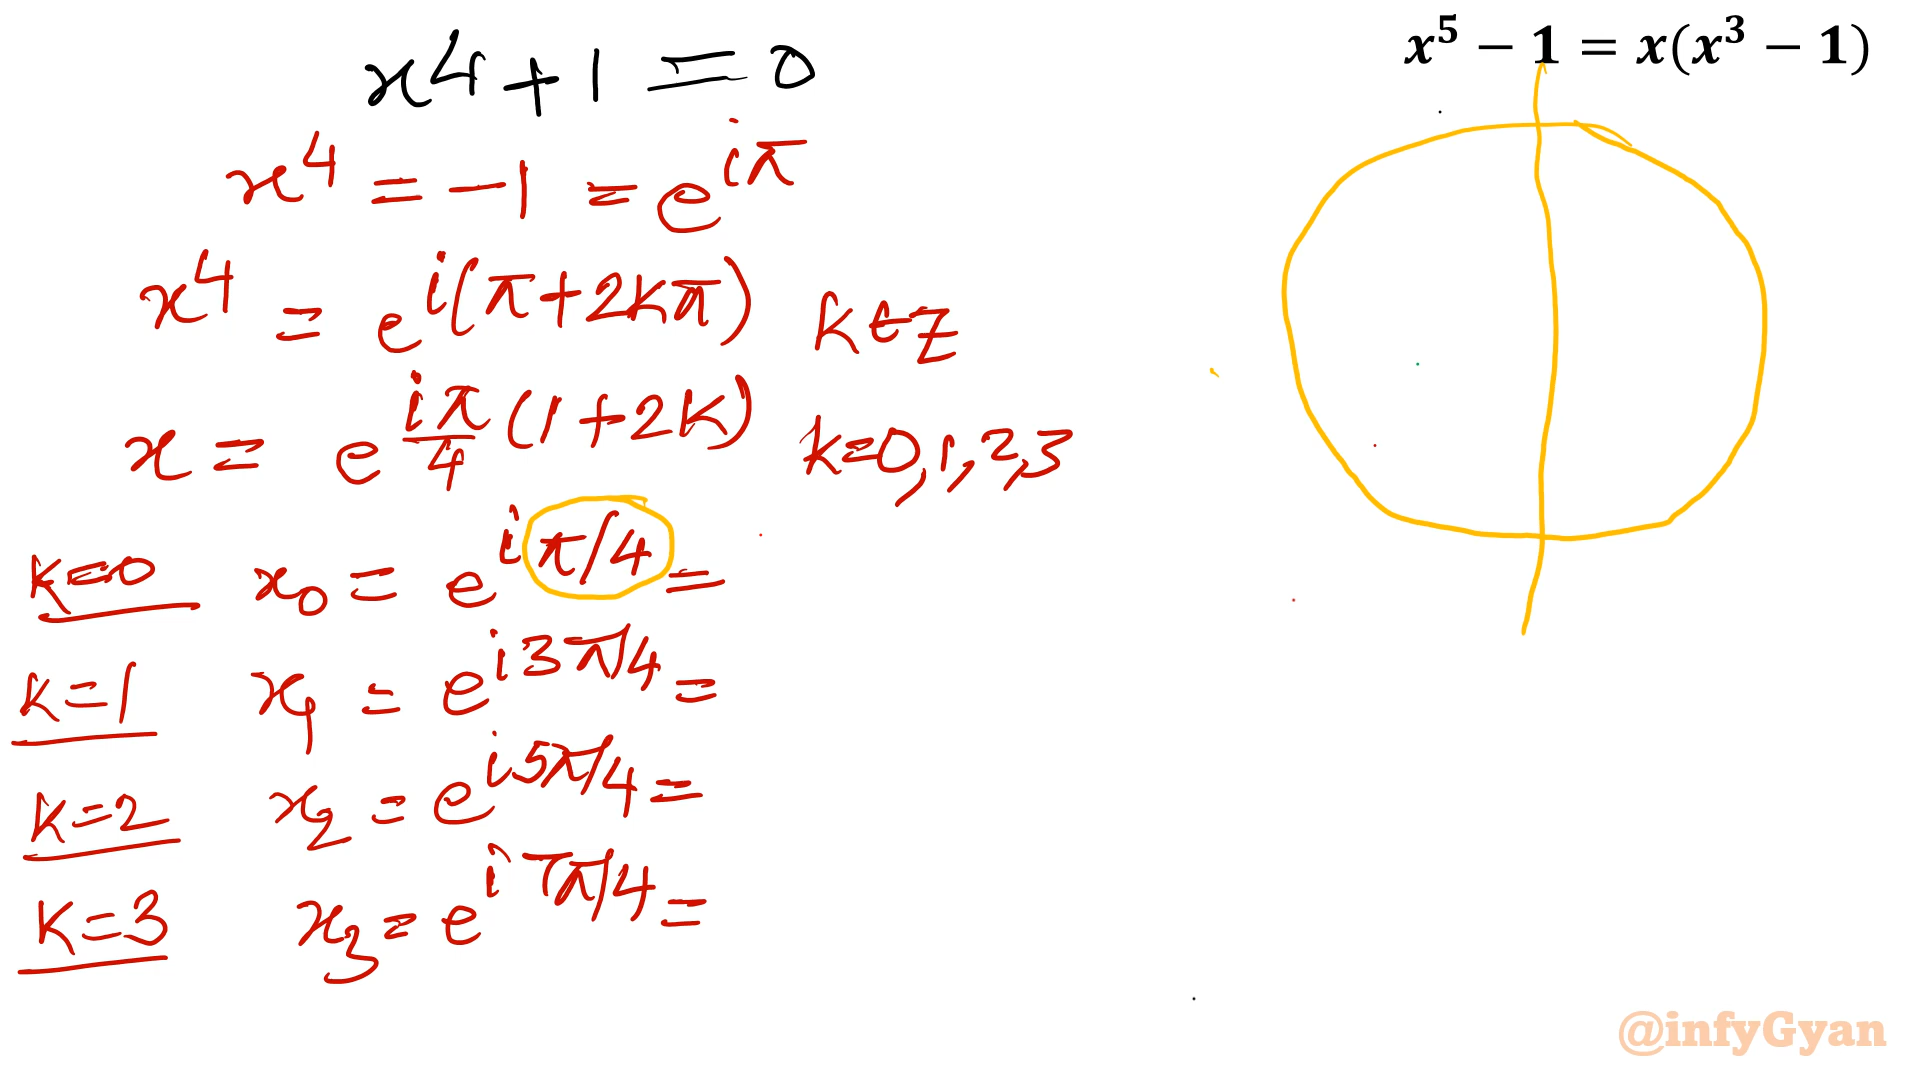 x⁴+1=0
x⁵ − 1 = x(x³ − 1)
x⁴ = -1 = e^{iπ}
x⁴ = e^{i(π+2kπ)} k∈Z
x = e^{iπ/4 (1+2k)} k=0,1,2,3
k=0 x₀ = e^{iπ/4} =
k=1 x₁ = e^{i3π/4} =
k=2 x₂ = e^{i5π/4} =
k=3 x₃ = e^{i7π/4} =
@infyGyan